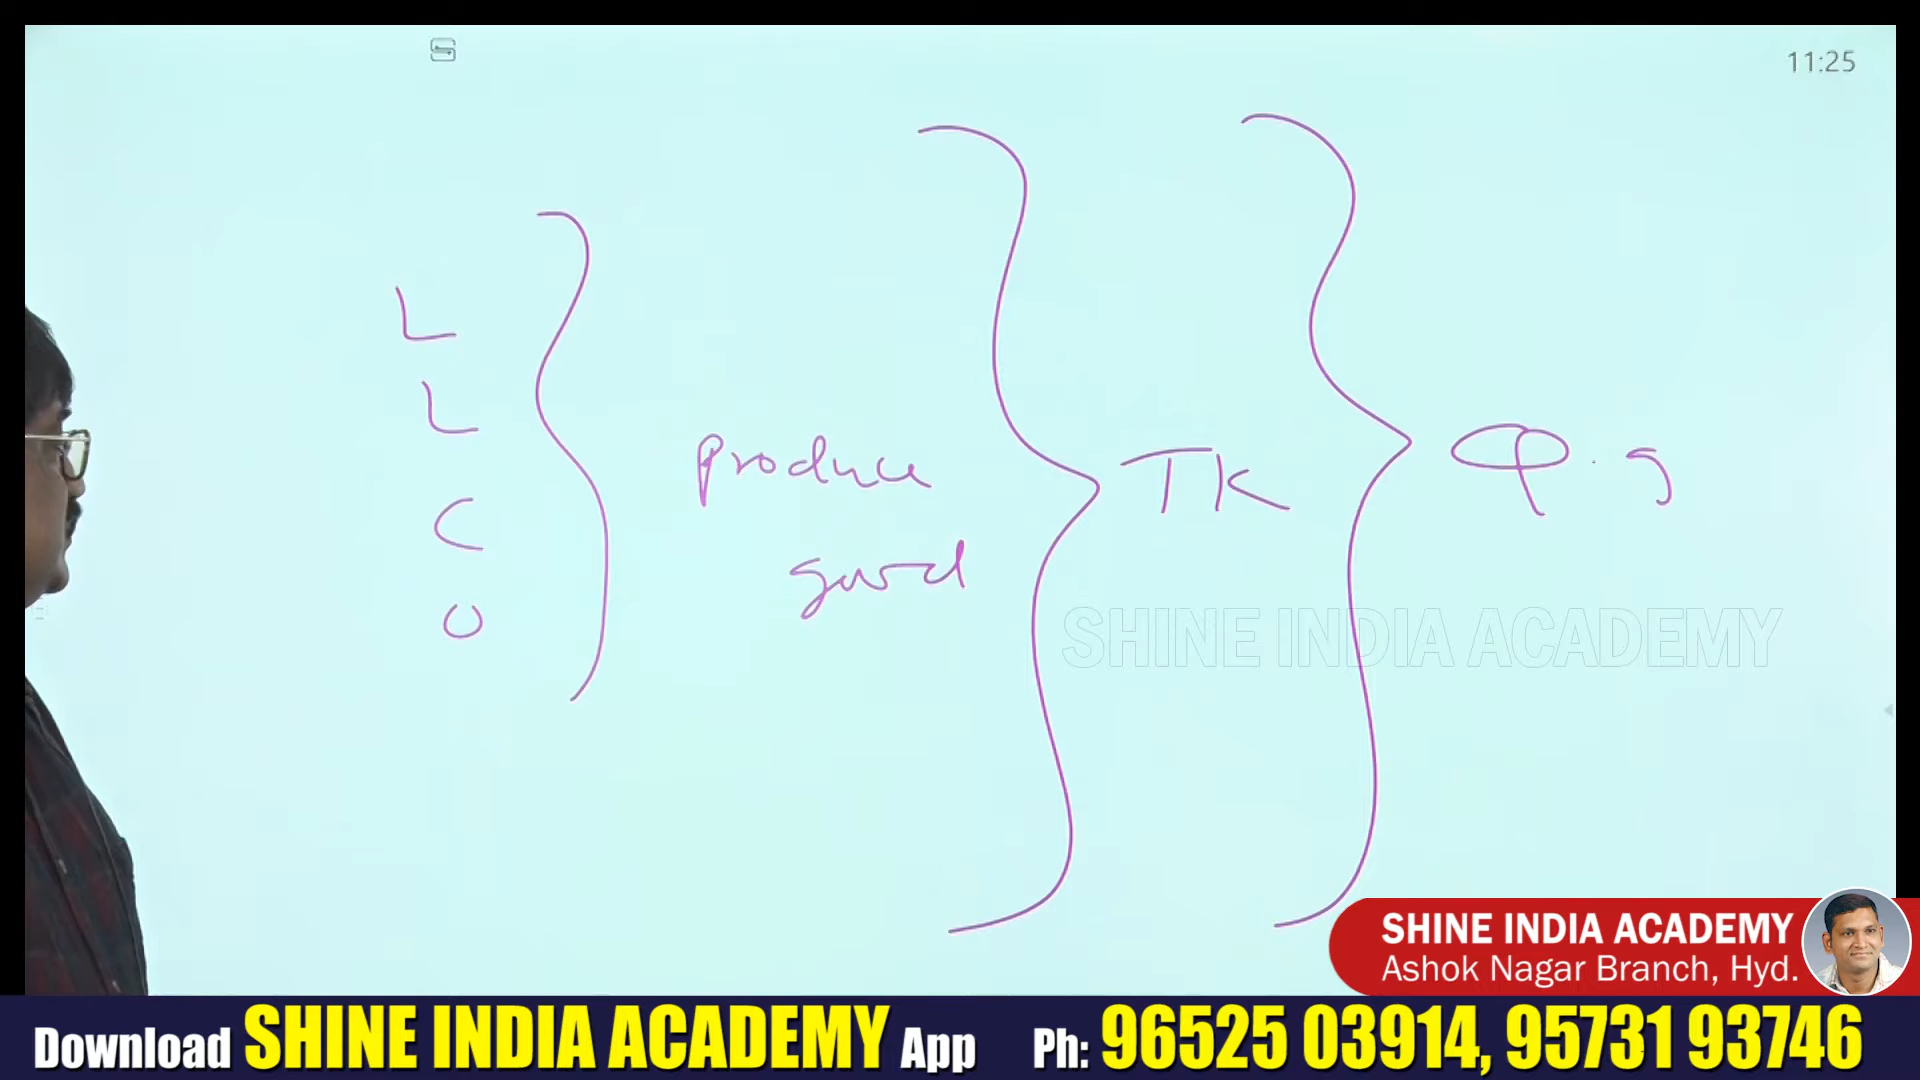 11:25
L
L
C
O
produce
good
TK
φ. g
SHINE INDIA ACADEMY
SHINE INDIA ACADEMY
Ashok Nagar Branch, Hyd.
Download SHINE INDIA ACADEMY App Ph: 96525 03914, 95731 93746